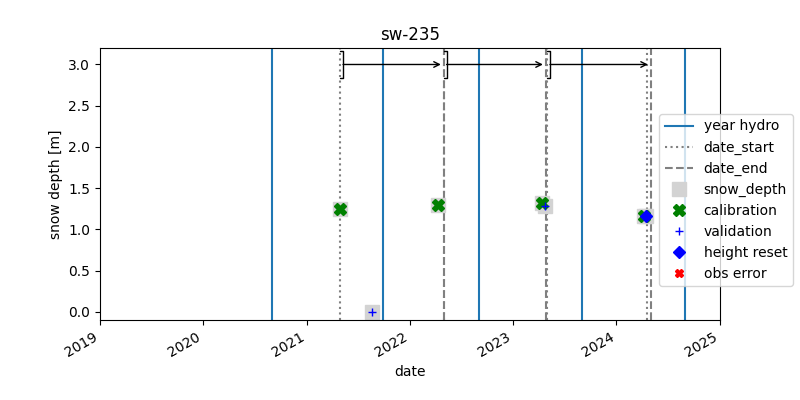 sw-235
3.0
2.5
2.0
1.5
1.0
0.5
0.0
snow depth [m]
2019
2020
2021
2022
2023
2024
2025
date
year hydro
date_start
date_end
snow_depth
calibration
validation
height reset
obs error